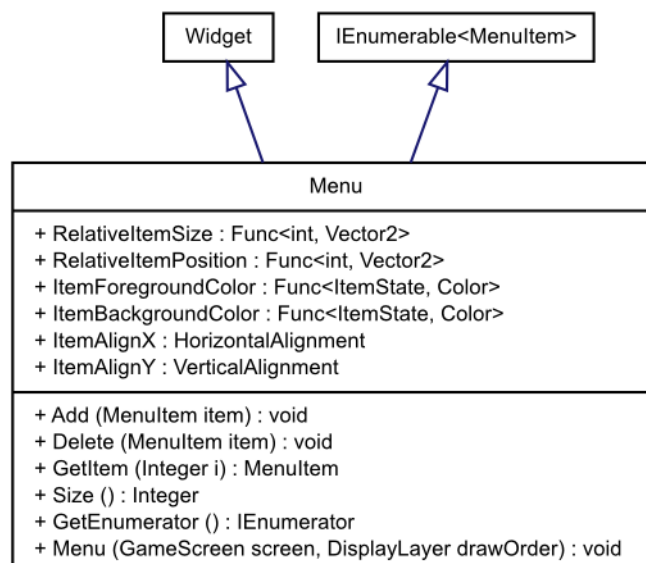 Widget
IEnumerable<MenuItem>
Menu
+ RelativeItemSize : Func<int, Vector2>
+ RelativeItemPosition : Func<int, Vector2>
+ ItemForegroundColor : Func<ItemState, Color>
+ ItemBackgroundColor : Func<ItemState, Color>
+ ItemAlignX : HorizontalAlignment
+ ItemAlignY : VerticalAlignment
+ Add (MenuItem item) : void
+ Delete (MenuItem item) : void
+ GetItem (Integer i) : MenuItem
+ Size () : Integer
+ GetEnumerator () : IEnumerator
+ Menu (GameScreen screen, DisplayLayer drawOrder) : void